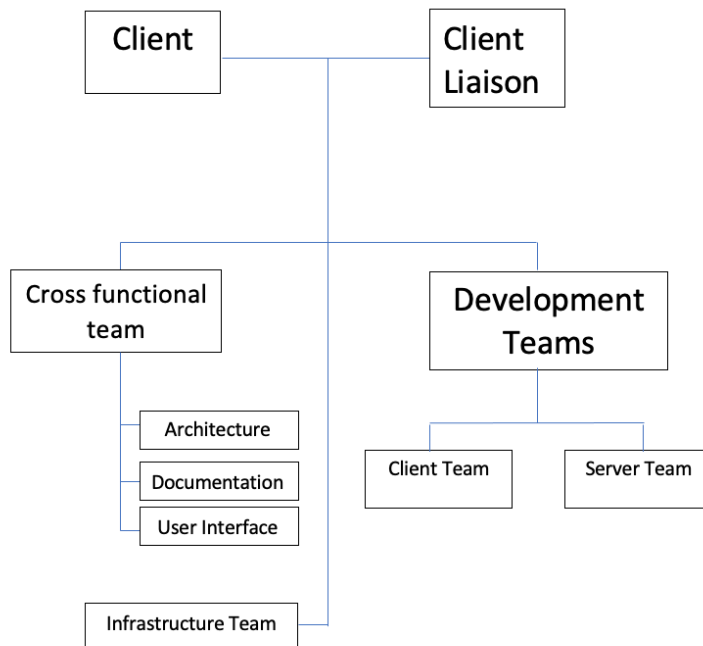 Client
Client
Liaison
Cross functional
team
Development
Teams
Architecture
Documentation
User Interface
Client Team
Server Team
Infrastructure Team